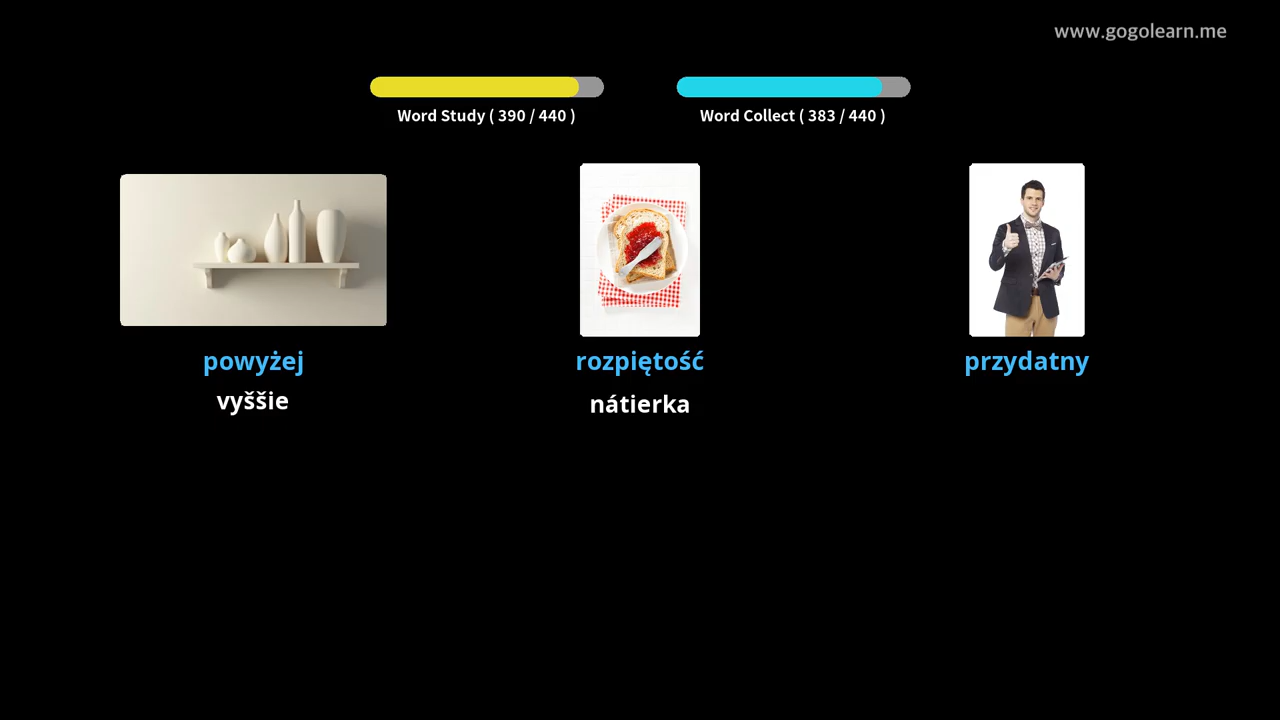 www.gogolearn.me
Word Study ( 390 / 440 )
Word Collect ( 383 / 440 )
powyżej
rozpiętość
przydatny
vyššie
nátierka